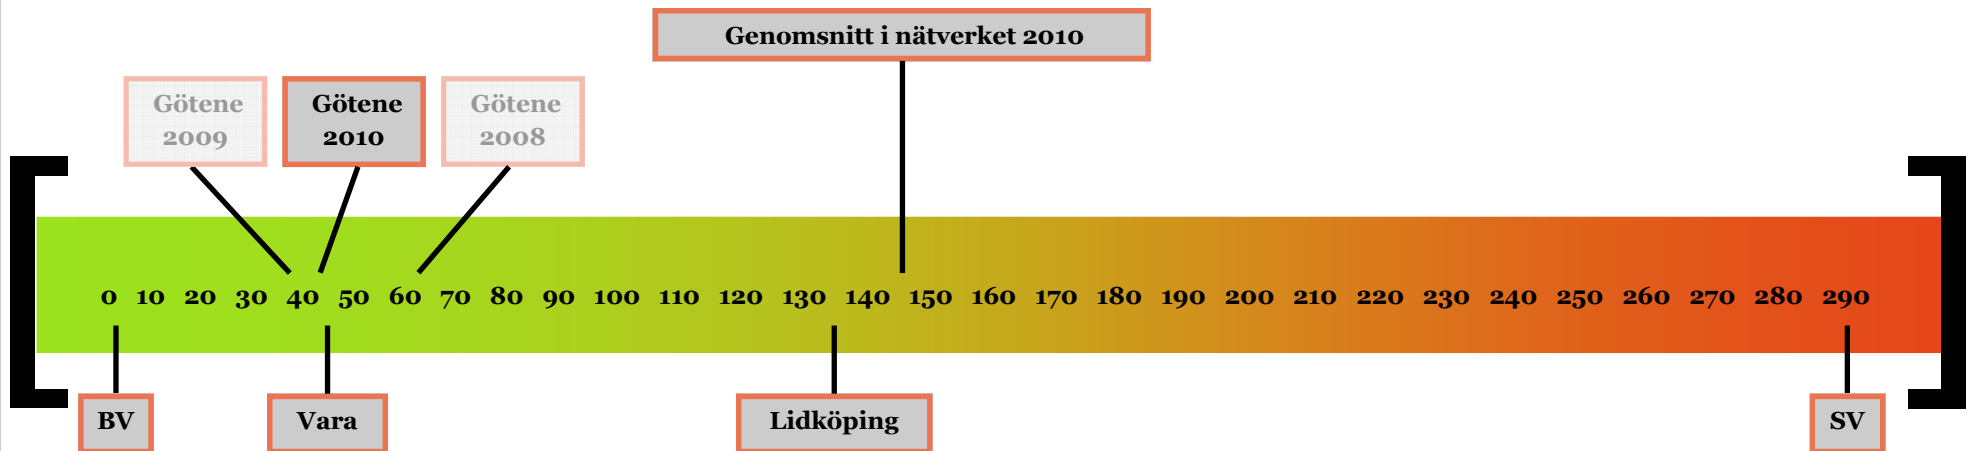 Genomsnitt i nätverket 2010
Götene
2009
Götene
2010
Götene
2008
0 10 20 30 40 50 60 70 80 90 100 110 120 130 140 150 160 170 180 190 200 210 220 230 240 250 260 270 280 290
BV
Vara
Lidköping
SV